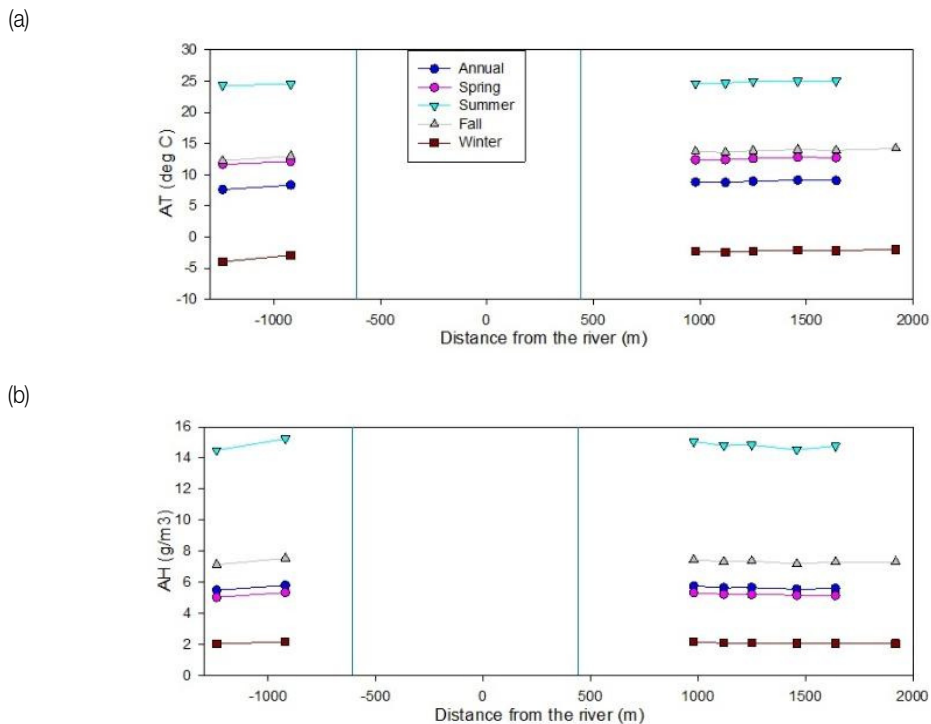 (a)
30
25
20
15
10
5
0
-5
-10
AT (deg C)
Annual
Spring
Summer
Fall
Winter
-1000 -500 0 500 1000 1500 2000
Distance from the river (m)
(b)
16
14
12
10
8
6
4
2
0
AH (g/m3)
-1000 -500 0 500 1000 1500 2000
Distance from the river (m)